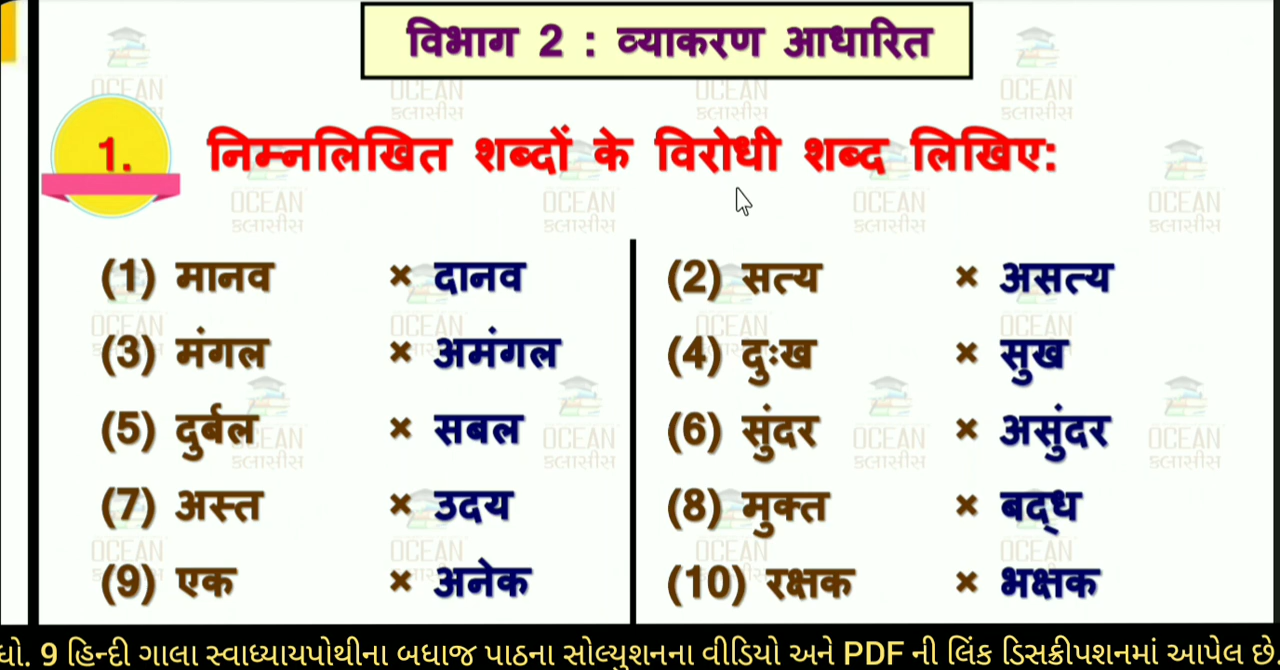 विभाग 2 : व्याकरण आधारित
1. निम्नलिखित शब्दों के विरोधी शब्द लिखिए:
(1) मानव × दानव
(2) सत्य × असत्य
(3) मंगल × अमंगल
(4) दुःख × सुख
(5) दुर्बल × सबल
(6) सुंदर × असुंदर
(7) अस्त × उदय
(8) मुक्त × बद्ध
(9) एक × अनेक
(10) रक्षक × भक्षक
ધો. 9 હિન્દી ગાલા સ્વાધ્યાયપોથીના બધાજ પાઠના સોલ્યુશનના વીડિયો અને PDF ની લિંક ડિસક્રીપશનમાં આપેલ છે
OCEAN
ક્લાસીસ